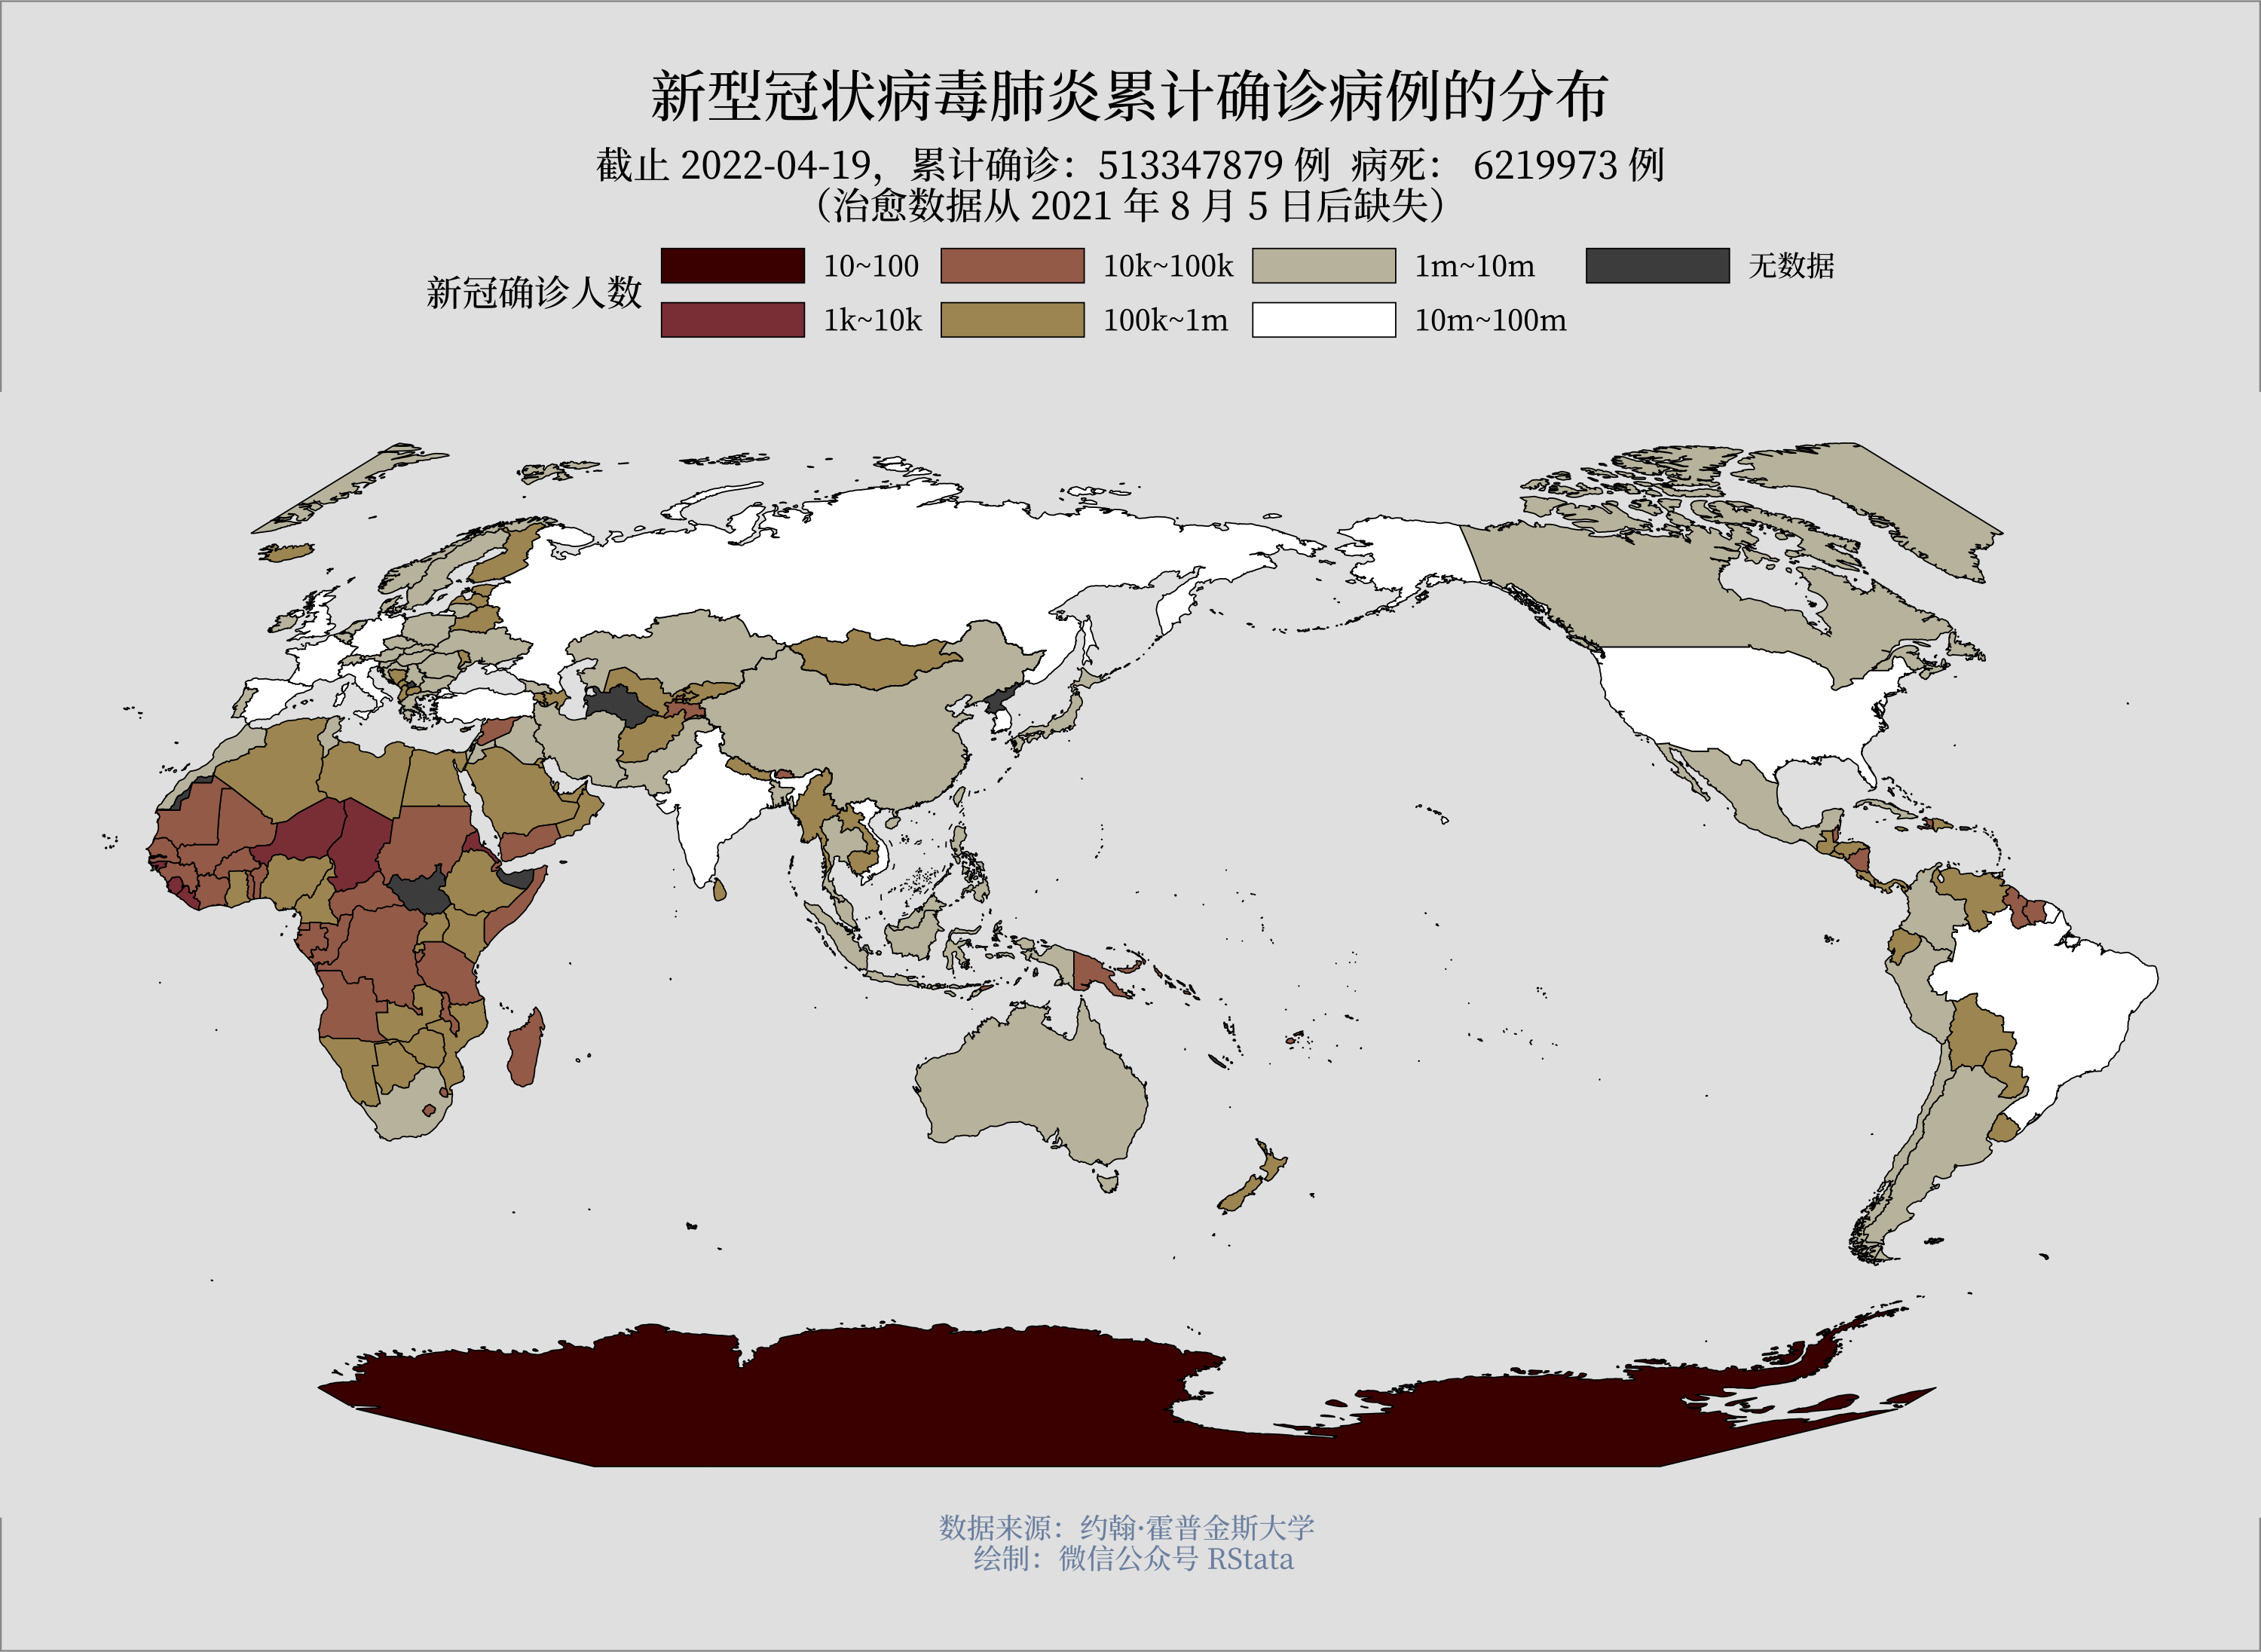 新型冠状病毒肺炎累计确诊病例的分布
截止 2022-04-19，累计确诊：513347879 例 病死： 6219973 例
（治愈数据从 2021 年 8 月 5 日后缺失）
新冠确诊人数
10~100
10k~100k
1m~10m
无数据
1k~10k
100k~1m
10m~100m
数据来源：约翰·霍普金斯大学
绘制：微信公众号 RStata